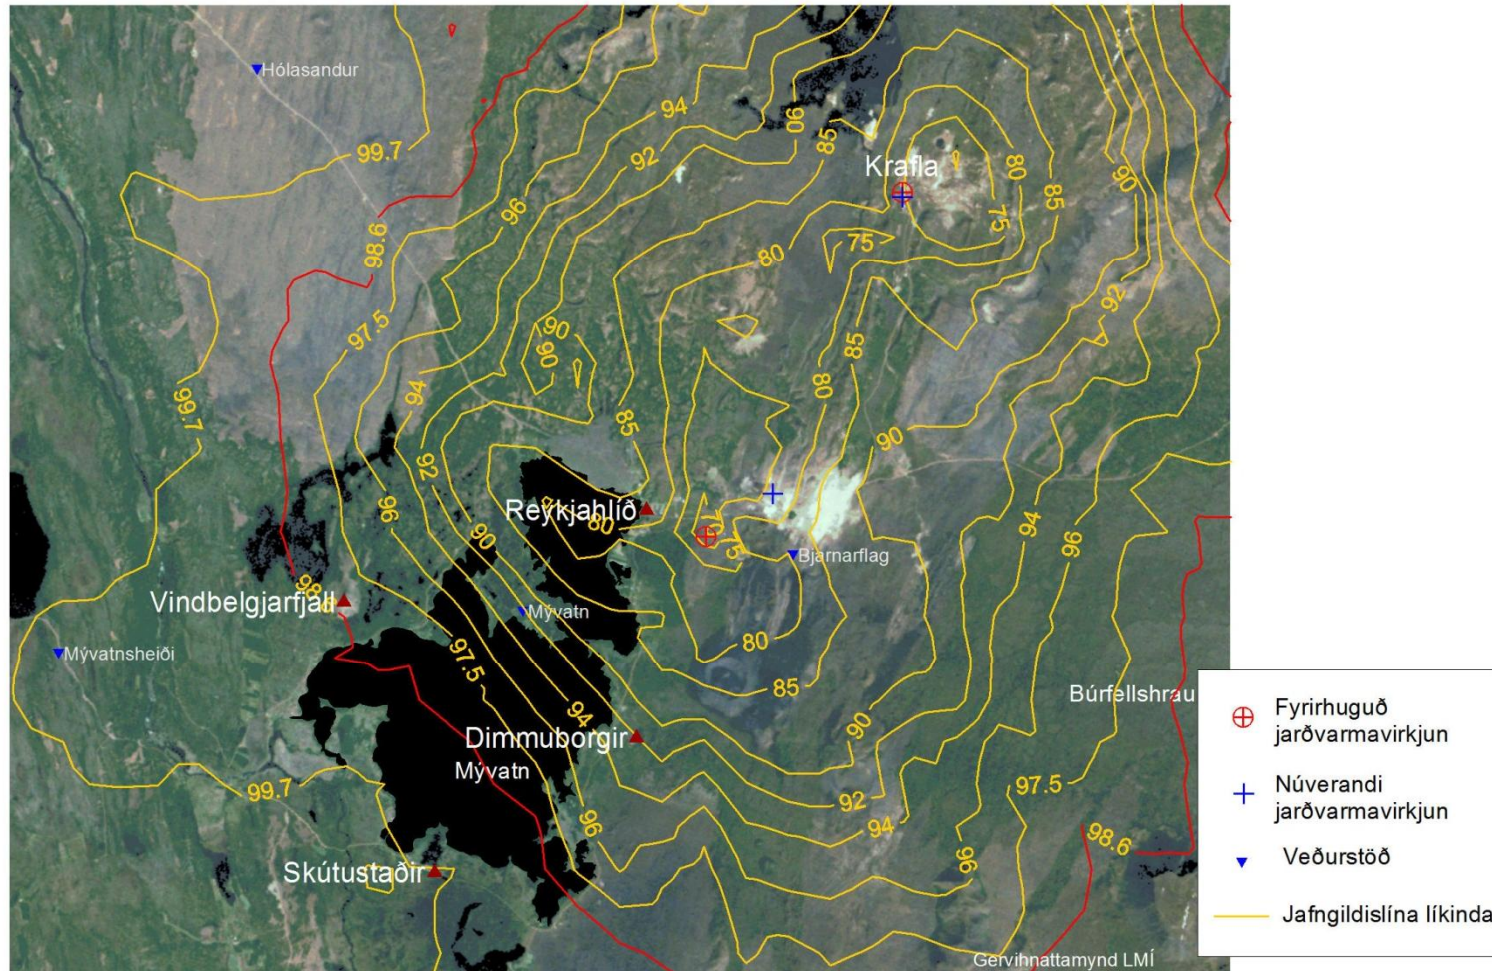 Hólasandur
94
90
99.7
92
85
Krafla
80
90
85
96
75
98.6
75
80
92
97.5
90
90
85
94
80
99.7
85
90
92
96
Reykjahlíð
80
70
75
94
96
90
Bjarnarflag
98.6
Vindbelgjarfjall
Mývatn
Mývatnsheiði
97.5
80
85
Búrfellshrau
94
90
Dimmuborgir
Mývatn
99.7
97.5
92
96
94
98.6
96
Skútustaðir
Gervihnattamynd LMÍ
Fyrirhuguð
jarðvarmavirkjun
Núverandi
jarðvarmavirkjun
Veðurstöð
Jafngildislína líkinda